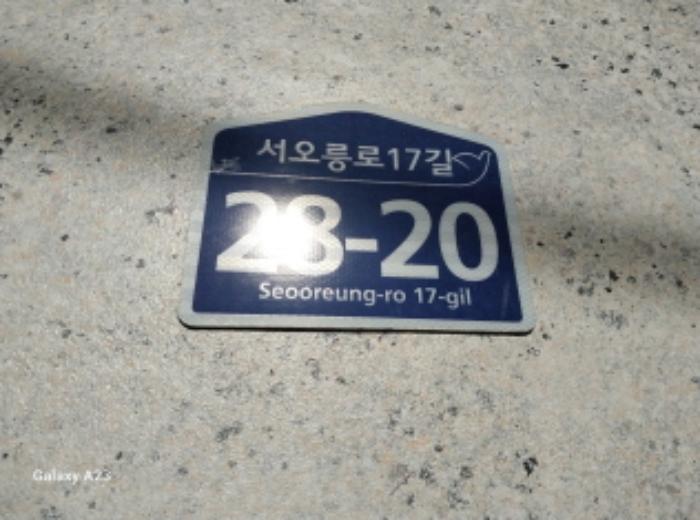 서오릉로17길
28-20
Seooreung-ro 17-gil
Galaxy A23